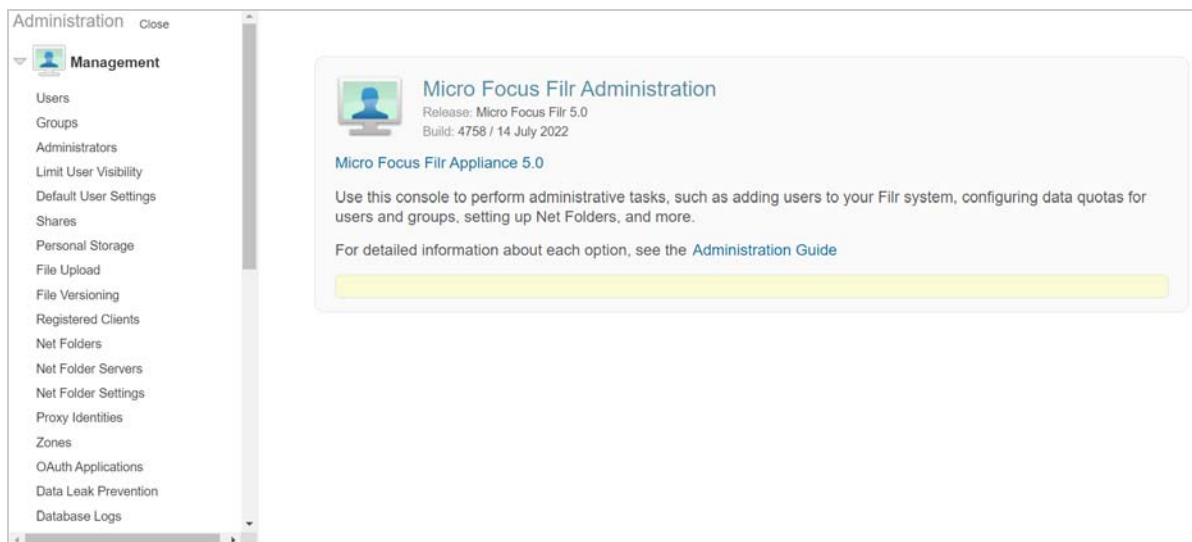 Administration Close
Management
Users
Groups
Administrators
Limit User Visibility
Default User Settings
Shares
Personal Storage
File Upload
File Versioning
Registered Clients
Net Folders
Net Folder Servers
Net Folder Settings
Proxy Identities
Zones
OAuth Applications
Data Leak Prevention
Database Logs
Micro Focus Filr Administration
Release: Micro Focus Filr 5.0
Build: 4758 / 14 July 2022
Micro Focus Filr Appliance 5.0
Use this console to perform administrative tasks, such as adding users to your Filr system, configuring data quotas for
users and groups, setting up Net Folders, and more.
For detailed information about each option, see the Administration Guide